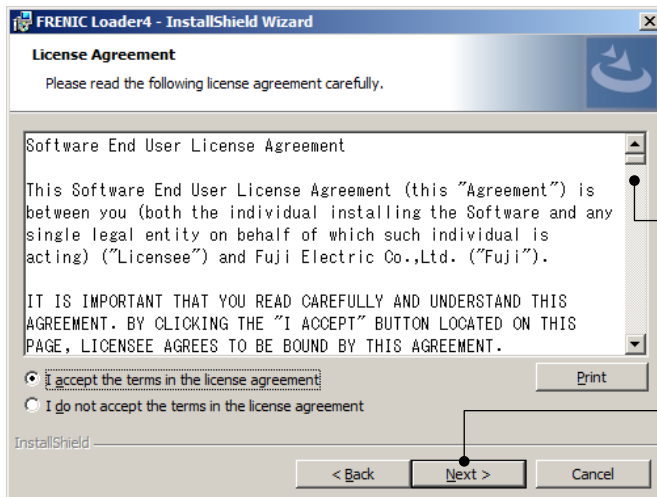 FRENIC Loader4 - InstallShield Wizard
License Agreement
Please read the following license agreement carefully.
Software End User License Agreement
This Software End User License Agreement (this "Agreement") is
between you (both the individual installing the Software and any
single legal entity on behalf of which such individual is
acting) ("Licensee") and Fuji Electric Co.,Ltd. ("Fuji").
IT IS IMPORTANT THAT YOU READ CAREFULLY AND UNDERSTAND THIS
AGREEMENT. BY CLICKING THE "I ACCEPT" BUTTON LOCATED ON THIS
PAGE, LICENSEE AGREES TO BE BOUND BY THIS AGREEMENT.
I accept the terms in the license agreement
Print
I do not accept the terms in the license agreement
InstallShield
< Back Next > Cancel